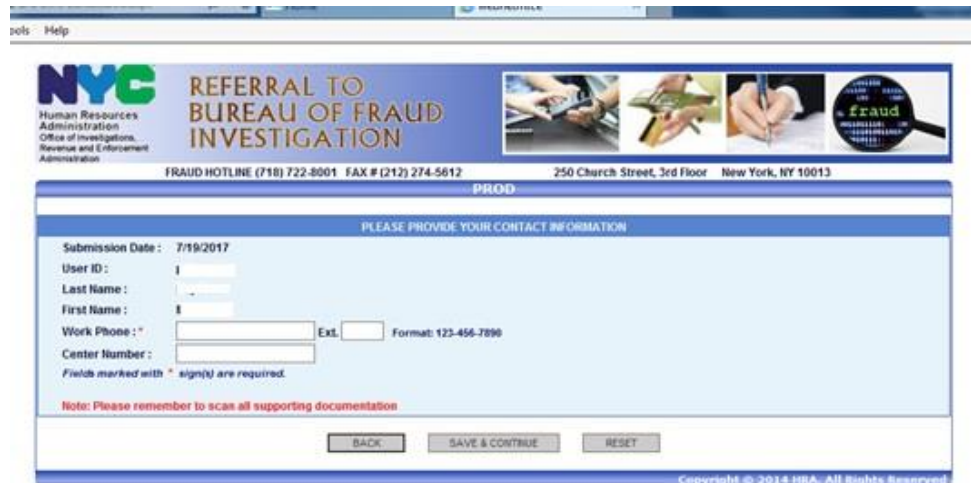 Help
NYC
Human Resources
Administration
Office of Investigations,
Revenue and Enforcement
Administration
REFERRAL TO
BUREAU OF FRAUD
INVESTIGATION
fraud
FRAUD HOTLINE (718) 722-8001 FAX # (212) 274-5612 250 Church Street, 3rd Floor New York, NY 10013
PROD
PLEASE PROVIDE YOUR CONTACT INFORMATION
Submission Date : 7/19/2017
User ID :
Last Name :
First Name :
Work Phone : * Ext. Format: 123-456-7890
Center Number :
Fields marked with * sign(s) are required.
Note: Please remember to scan all supporting documentation
BACK SAVE & CONTINUE RESET
Copyright © 2014 HRA. All Rights Reserved